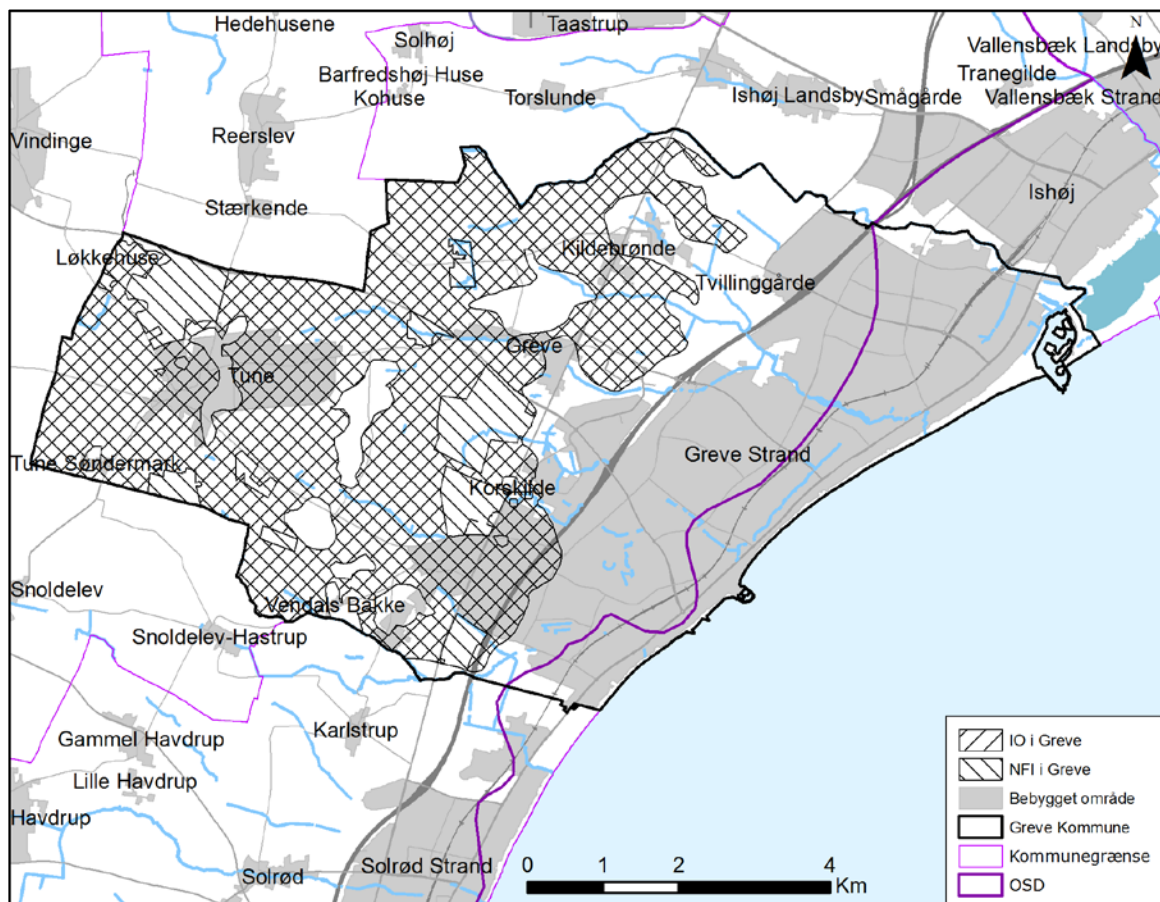 Hedehusene
Taastrup
N
Solhøj
Vallensbæk Landsby
Barfredshøj Huse
Tranegilde
Kohuse
Torslunde
Ishøj Landsby
Smågårde
Vallensbæk Strand
Vindinge
Reerslev
Ishøj
Stærkende
Løkkehuse
Kildebrønde
Tvillinggårde
Greve
Tune
Greve Strand
Tune Søndermark
Korskilde
Snoldelev
Vendals Bakke
Snoldelev-Hastrup
Karlstrup
Gammel Havdrup
Lille Havdrup
Havdrup
Solrød Strand
Solrød
0 1 2 4
Km
IO i Greve
NFI i Greve
Bebygget område
Greve Kommune
Kommunegrænse
OSD